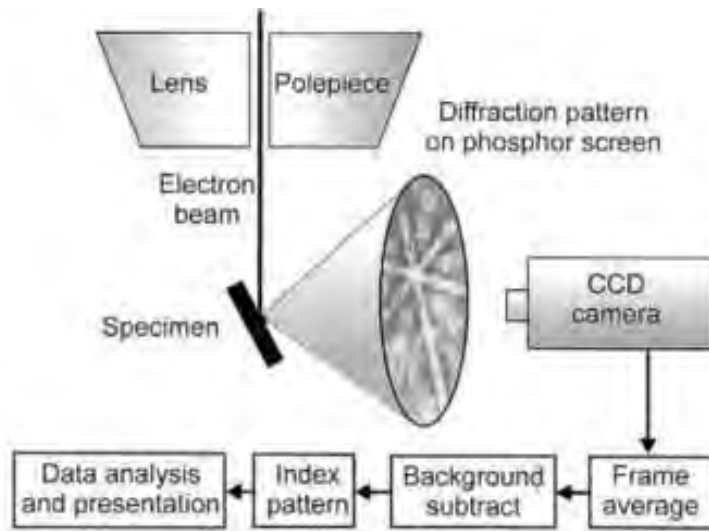 Lens
Polepiece
Diffraction pattern
on phosphor screen
Electron
beam
CCD
camera
Specimen
Data analysis
and presentation
Index
pattern
Background
subtract
Frame
average